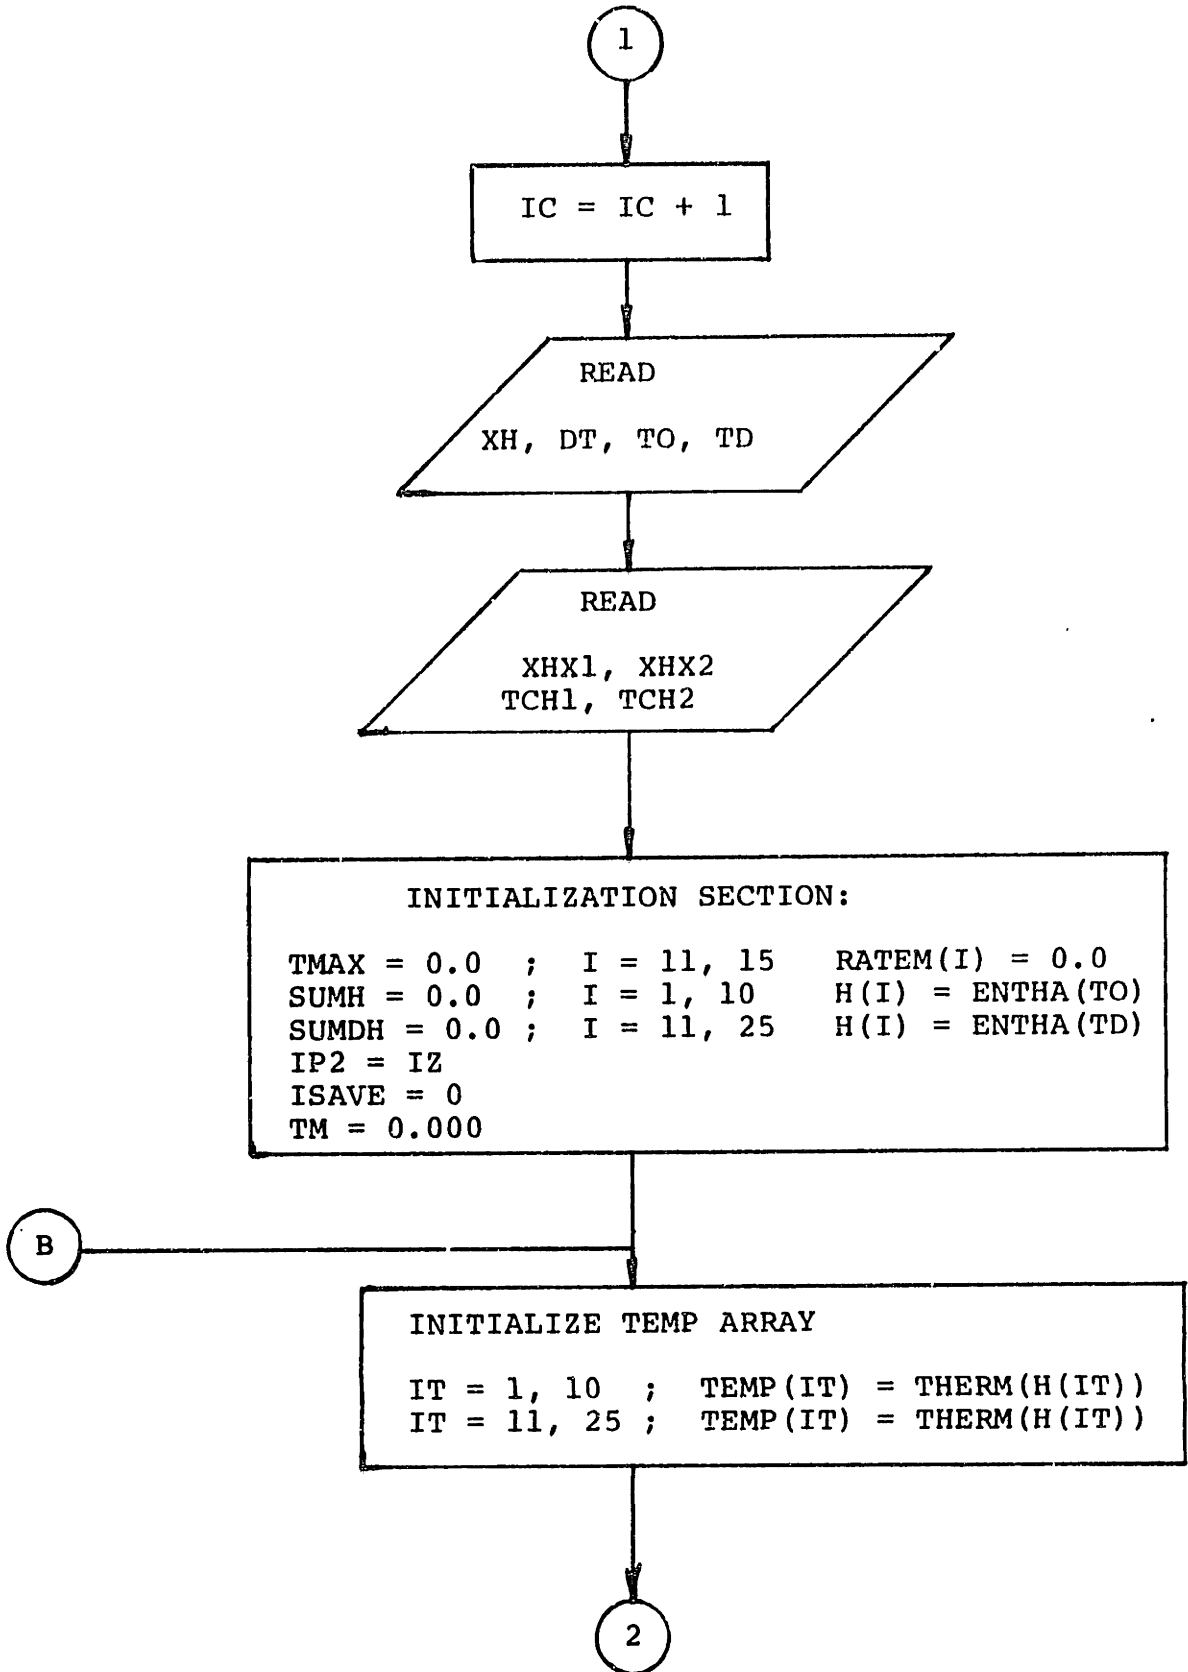 1
IC = IC + 1
READ
XH, DT, TO, TD
READ
XHX1, XHX2
TCH1, TCH2
INITIALIZATION SECTION:
TMAX = 0.0 ; I = 11, 15 RATEM(I) = 0.0
SUMH = 0.0 ; I = 1, 10 H(I) = ENTHA(TO)
SUMDH = 0.0 ; I = 11, 25 H(I) = ENTHA(TD)
IP2 = IZ
ISAVE = 0
TM = 0.000
B
INITIALIZE TEMP ARRAY
IT = 1, 10 ; TEMP(IT) = THERM(H(IT))
IT = 11, 25 ; TEMP(IT) = THERM(H(IT))
2